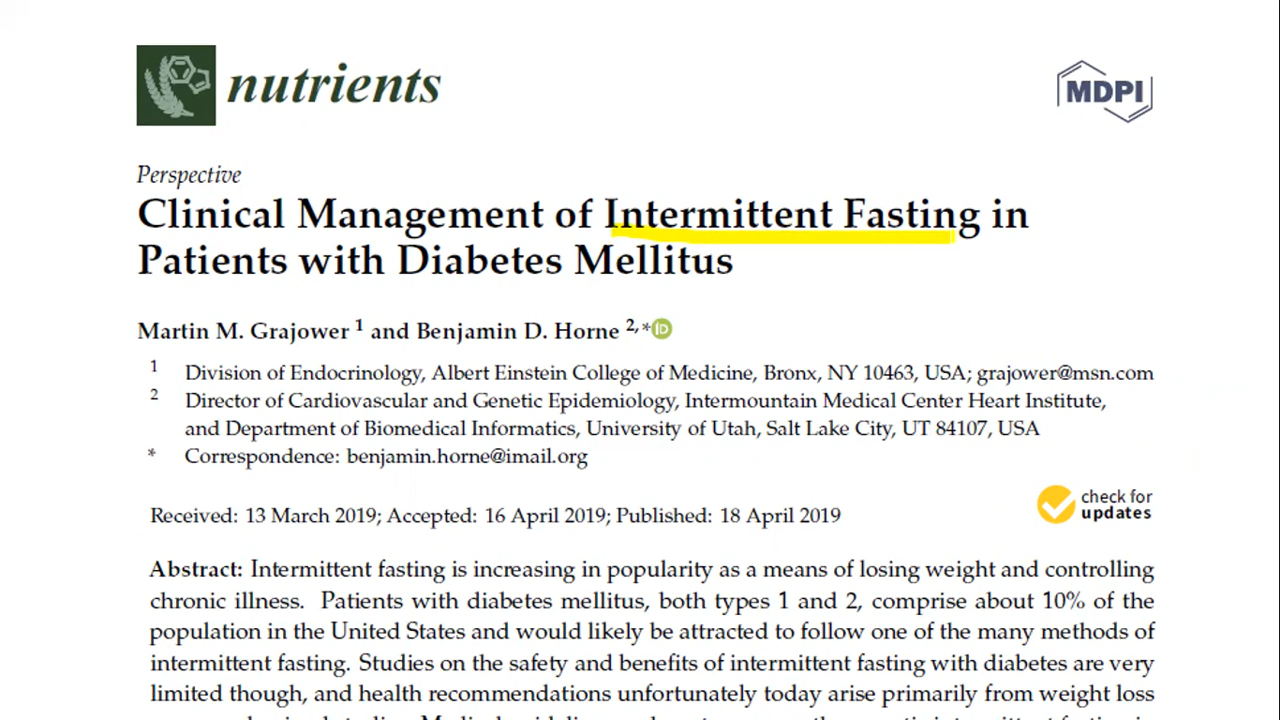 nutrients
MDPI
Perspective
Clinical Management of Intermittent Fasting in
Patients with Diabetes Mellitus
Martin M. Grajower 1 and Benjamin D. Horne 2,* iD
1 Division of Endocrinology, Albert Einstein College of Medicine, Bronx, NY 10463, USA; grajower@msn.com
2 Director of Cardiovascular and Genetic Epidemiology, Intermountain Medical Center Heart Institute,
and Department of Biomedical Informatics, University of Utah, Salt Lake City, UT 84107, USA
* Correspondence: benjamin.horne@imail.org
check for
updates
Received: 13 March 2019; Accepted: 16 April 2019; Published: 18 April 2019
Abstract: Intermittent fasting is increasing in popularity as a means of losing weight and controlling
chronic illness. Patients with diabetes mellitus, both types 1 and 2, comprise about 10% of the
population in the United States and would likely be attracted to follow one of the many methods of
intermittent fasting. Studies on the safety and benefits of intermittent fasting with diabetes are very
limited though, and health recommendations unfortunately today arise primarily from weight loss